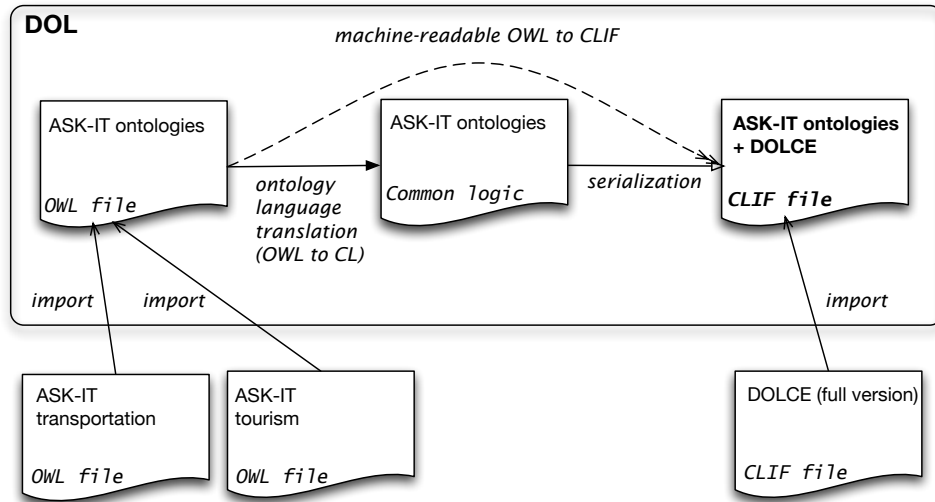 DOL
machine-readable OWL to CLIF
ASK-IT ontologies
OWL file
ontology
language
translation
(OWL to CL)
ASK-IT ontologies
Common logic
serialization
ASK-IT ontologies
+ DOLCE
CLIF file
import
import
import
ASK-IT
transportation
OWL file
ASK-IT
tourism
OWL file
DOLCE (full version)
CLIF file